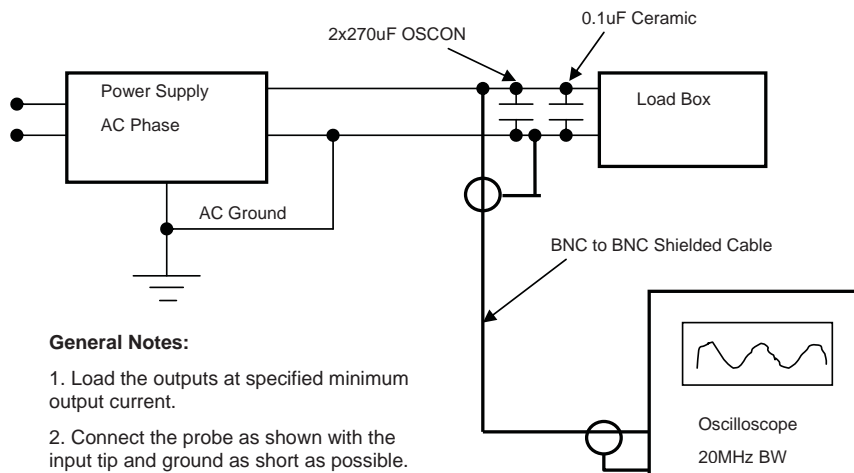 2x270uF OSCON
0.1uF Ceramic
Power Supply
AC Phase
Load Box
AC Ground
BNC to BNC Shielded Cable
General Notes:
1. Load the outputs at specified minimum
output current.
2. Connect the probe as shown with the
input tip and ground as short as possible.
Oscilloscope
20MHz BW